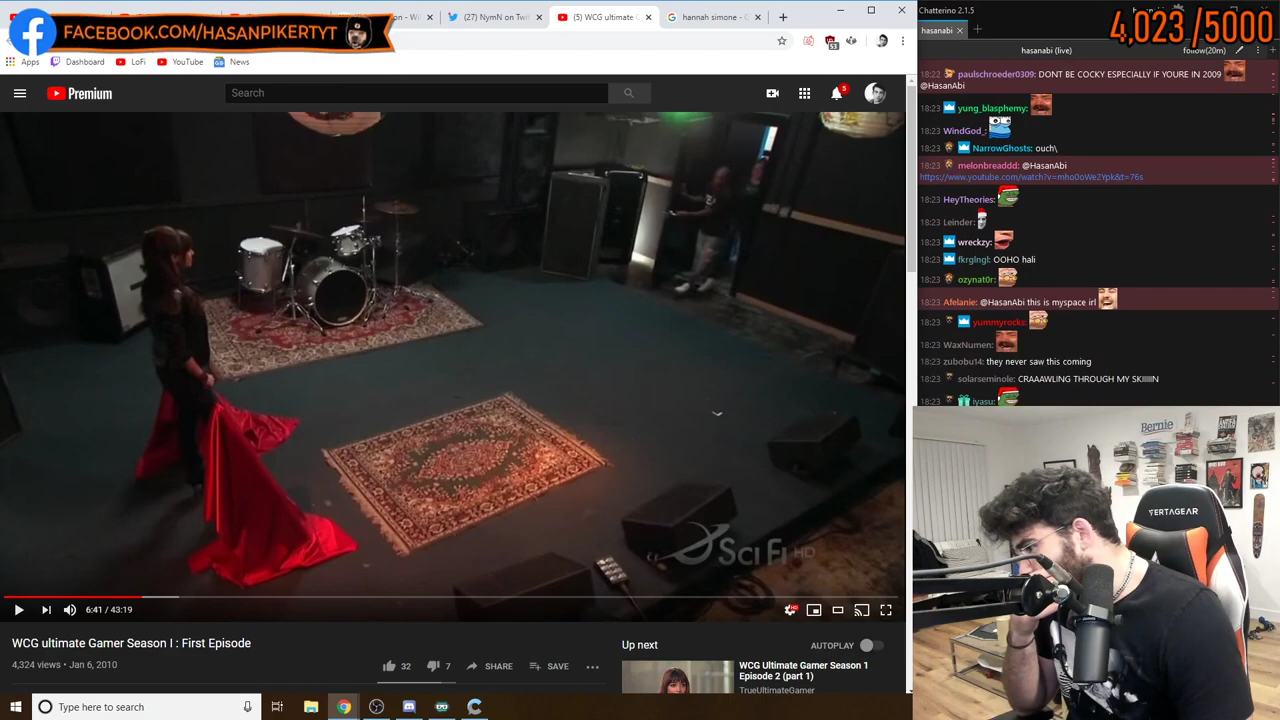 FACEBOOK.COM/HASANPIKERTYT
(27) NymN on Twit
(5) WCG ultimate G
hannah simone - G
Chatterino 2.1.5
4,023 /5000
hasanabi
Apps
Dashboard
LoFi
YouTube
News
53
hasanabi (live)
follow(20m)
Premium
Search
5
18:22 paulschroeder0309: DONT BE COCKY ESPECIALLY IF YOURE IN 2009
@HasanAbi
18:23 yung_blasphemy:
18:23 WindGod_:
18:23 NarrowGhosts: ouch\
18:23 melonbreaddd: @HasanAbi
https://www.youtube.com/watch?v=mho0oWeZYpk&t=76s
18:23 HeyTheories:
18:23 Leinder:
18:23 wreckzy:
18:23 fkrglngl: OOHO hali
18:23 ozynat0r:
18:23 Afelanie: @HasanAbi this is myspace irl
18:23 yummyrocks:
18:23 WaxNumen:
18:23 zubobu14: they never saw this coming
18:23 solarseminole: CRAAAWLING THROUGH MY SKIIIIN
18:23 iyasu:
SCI FI HD
Bernie
VERTAGEAR
6:41 / 43:19
HD
WCG ultimate Gamer Season I : First Episode
4,324 views • Jan 6, 2010
32
7
SHARE
SAVE
Up next
AUTOPLAY
WCG Ultimate Gamer Season 1
Episode 2 (part 1)
TrueUltimateGamer
Type here to search